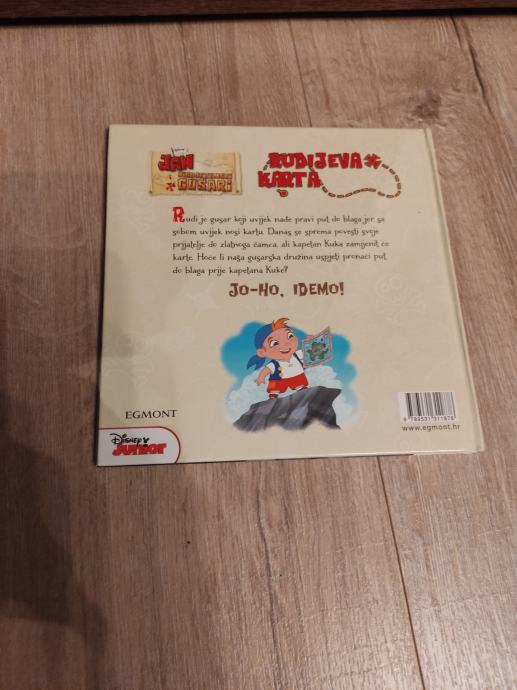 JAN
GUSARI
RUDIJEVA
KARTA
Rudi je gusar koji uvijek nađe pravi put do blaga jer sa
sobom uvijek nosi kartu. Danas se sprema povesti svoje
prijatelje do zlatnoga čamca, ali kapetan Kuka zamijenit će
karte. Hoće li naša gusarska družina uspjeti pronaći put
do blaga prije kapetana Kuke?
JO-HO, IDEMO!
EGMONT
9 789531 311878
www.egmont.hr
Disney
Junior